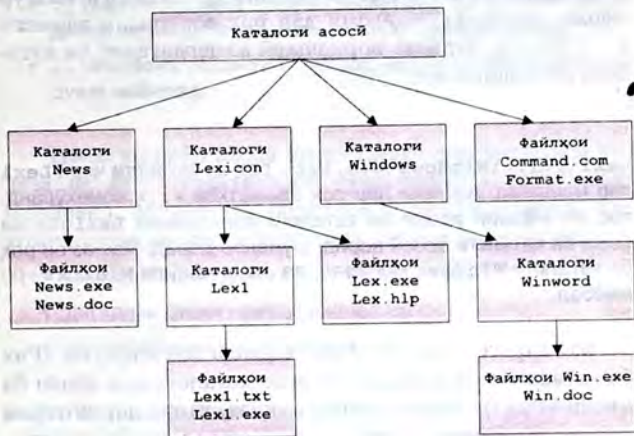 Каталоги асосӣ
Каталоги
News
Каталоги
Lexicon
Каталоги
Windows
Файлҳои
Command.com
Format.exe
Файлҳои
News.exe
News.doc
Каталоги
Lex1
Файлҳои
Lex.exe
Lex.hlp
Каталоги
Winword
Файлҳои
Lex1.txt
Lex1.exe
Файлҳои Win.exe
Win.doc